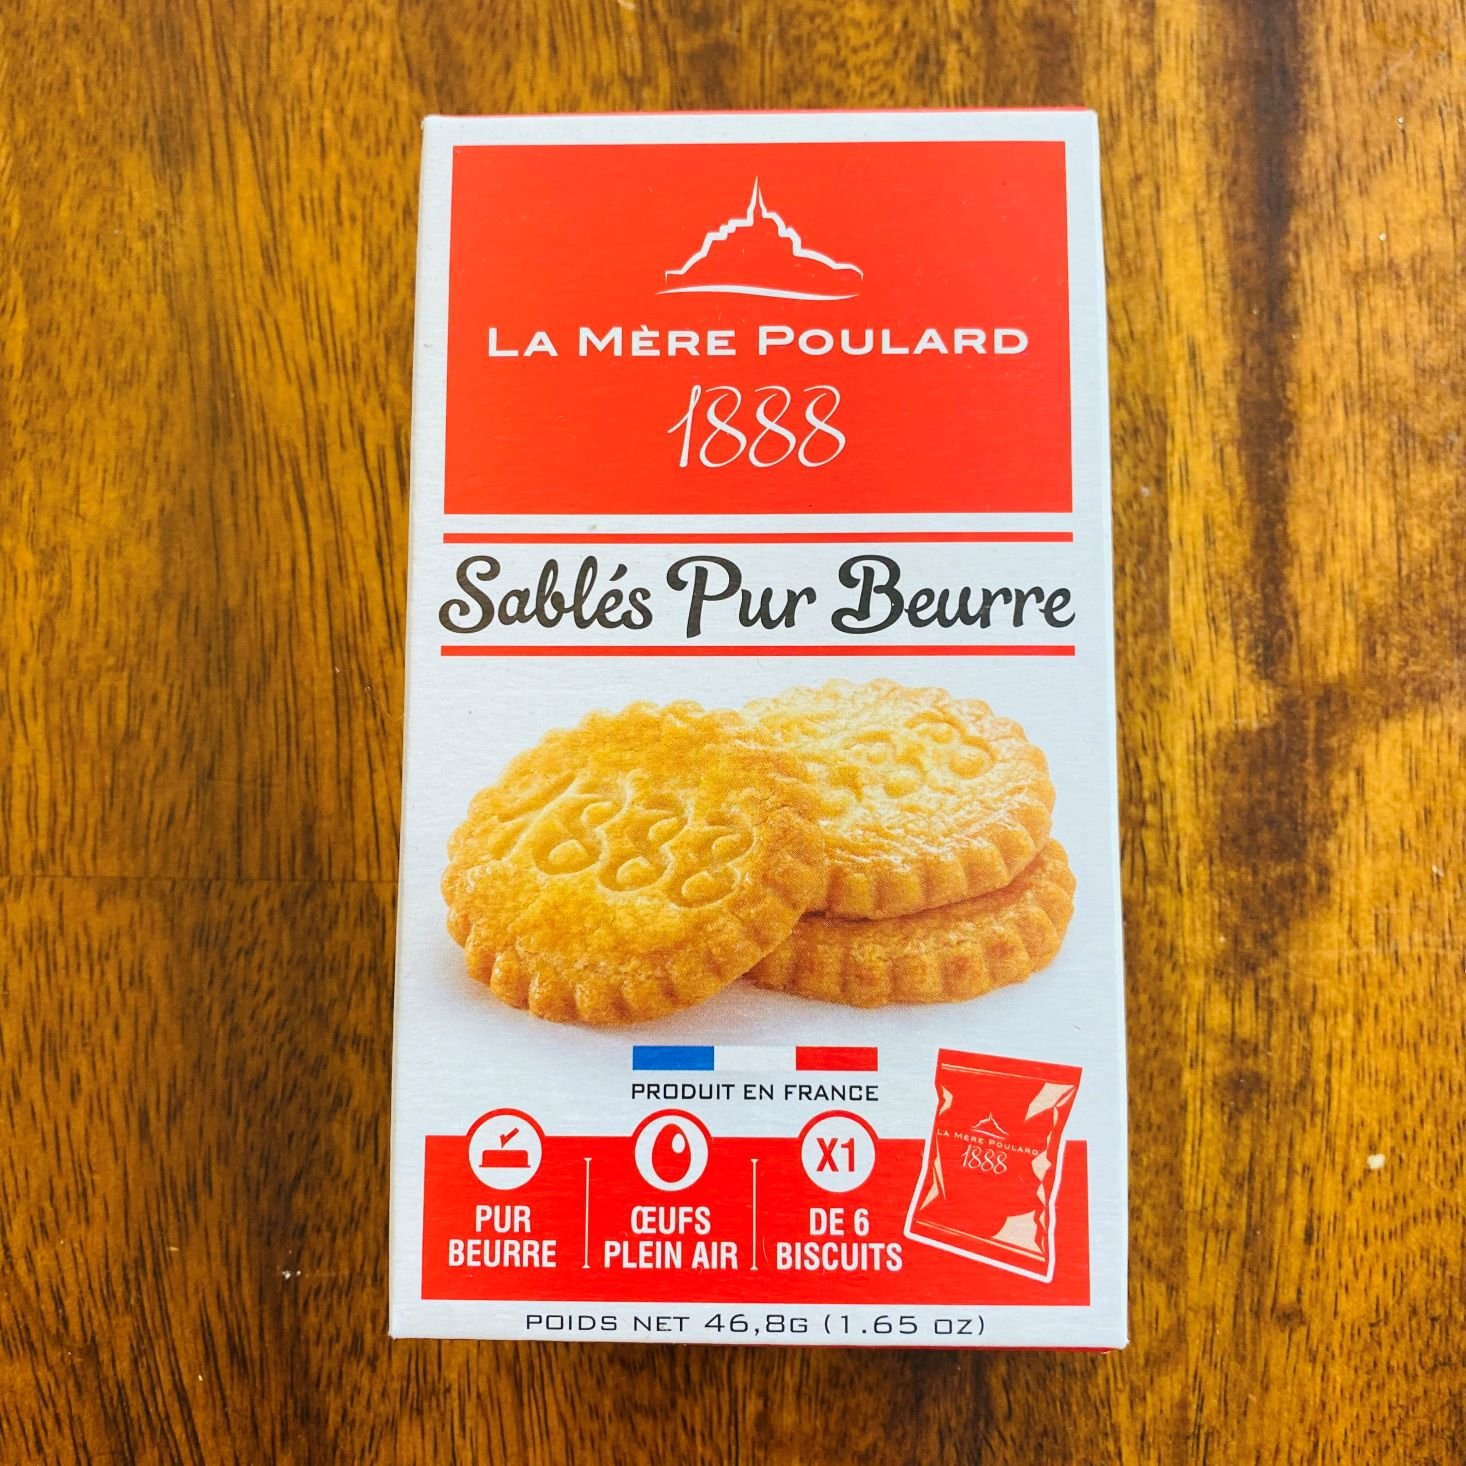 LA MÈRE POULARD
1888
Sablés Pur Beurre
1888
PRODUIT EN FRANCE
PUR
BEURRE
ŒUFS
PLEIN AIR
X1
DE 6
BISCUITS
LA MÈRE POULARD
1888
POIDS NET 46,8G (1.65 OZ)